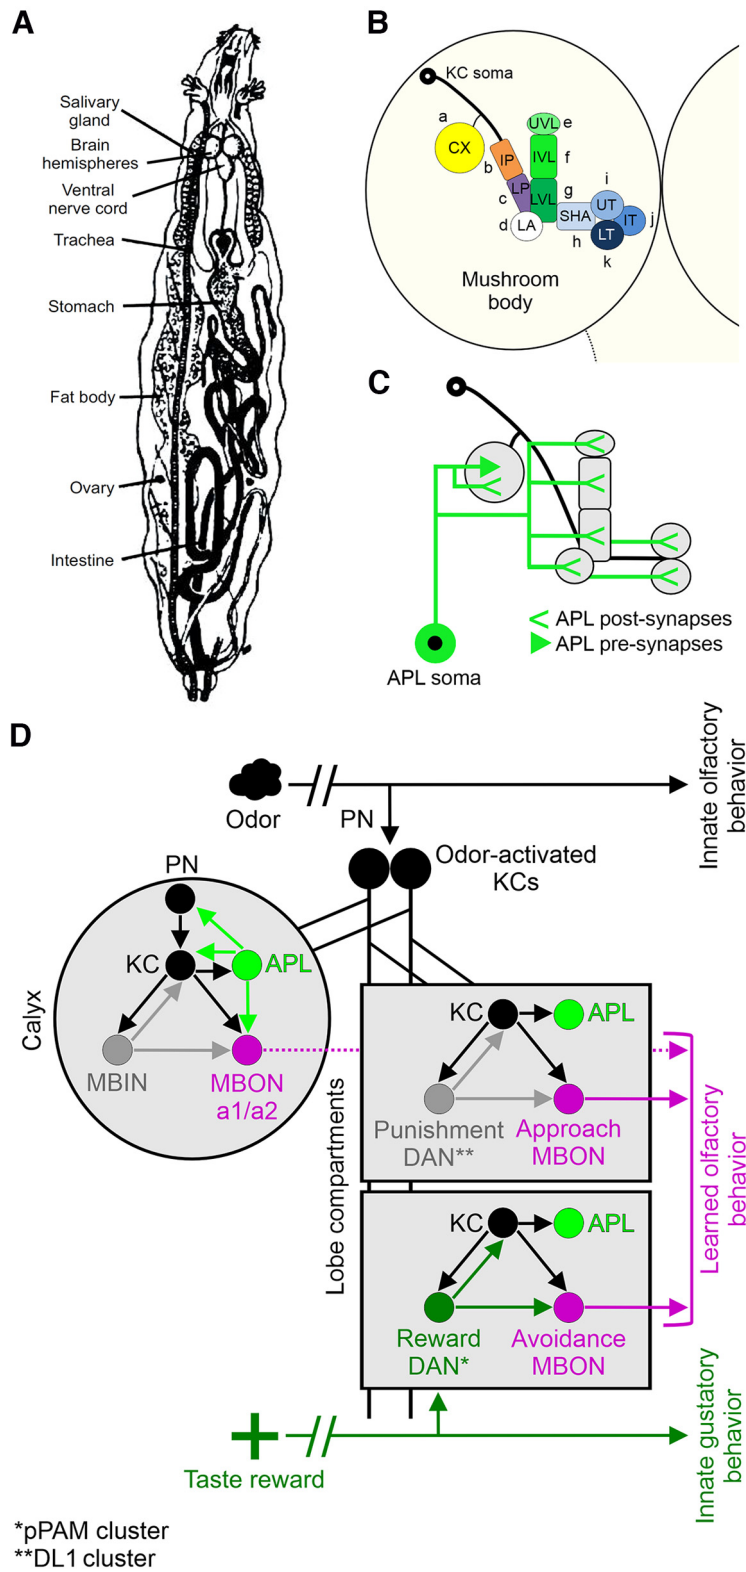 A
Salivary
gland
Brain
hemispheres
Ventral
nerve cord
Trachea
Stomach
Fat body
Ovary
Intestine
B
KC soma
a
CX
b
IP
c
LP
d
LA
UVL
e
IVL
f
LVL
g
SHA
h
UT
i
IT
j
LT
k
Mushroom
body
C
APL post-synapses
APL pre-synapses
APL soma
D
Odor
PN
Innate olfactory
behavior
Odor-activated
KCs
Calyx
PN
KC
APL
MBIN
MBON
a1/a2
Lobe compartments
KC
APL
Punishment
DAN**
Approach
MBON
KC
APL
Reward
DAN*
Avoidance
MBON
Learned olfactory
behavior
Taste reward
Innate gustatory
behavior
*pPAM cluster
**DL1 cluster